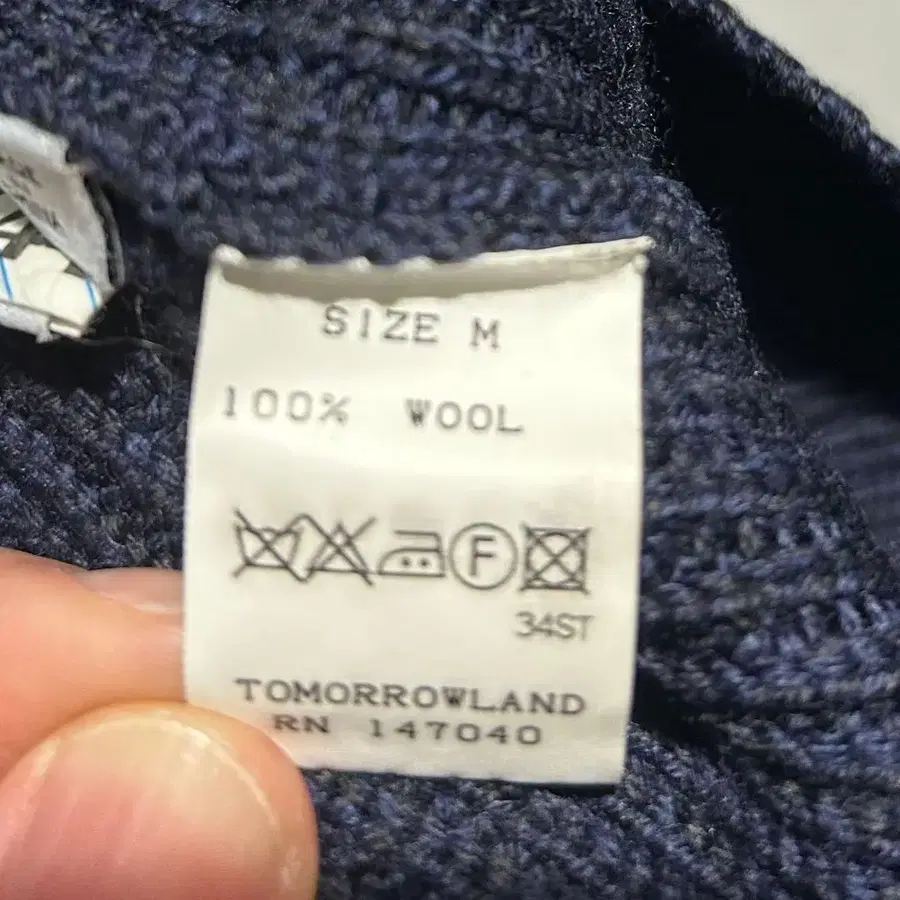 SIZE M
100% WOOL
F
34ST
TOMORROWLAND
RN 147040